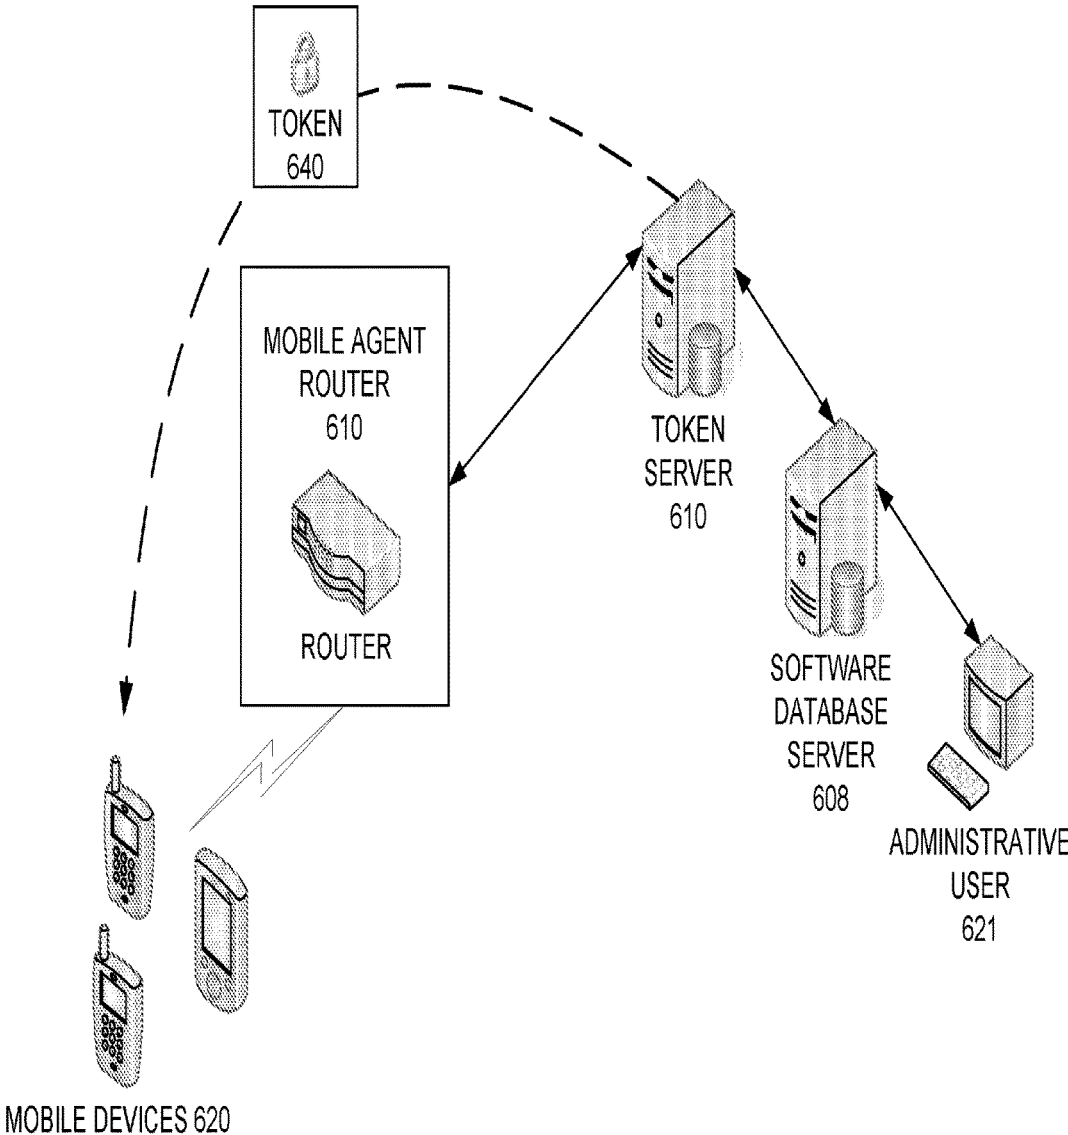 TOKEN
640
MOBILE AGENT
ROUTER
610
ROUTER
TOKEN
SERVER
610
SOFTWARE
DATABASE
SERVER
608
ADMINISTRATIVE
USER
621
MOBILE DEVICES 620